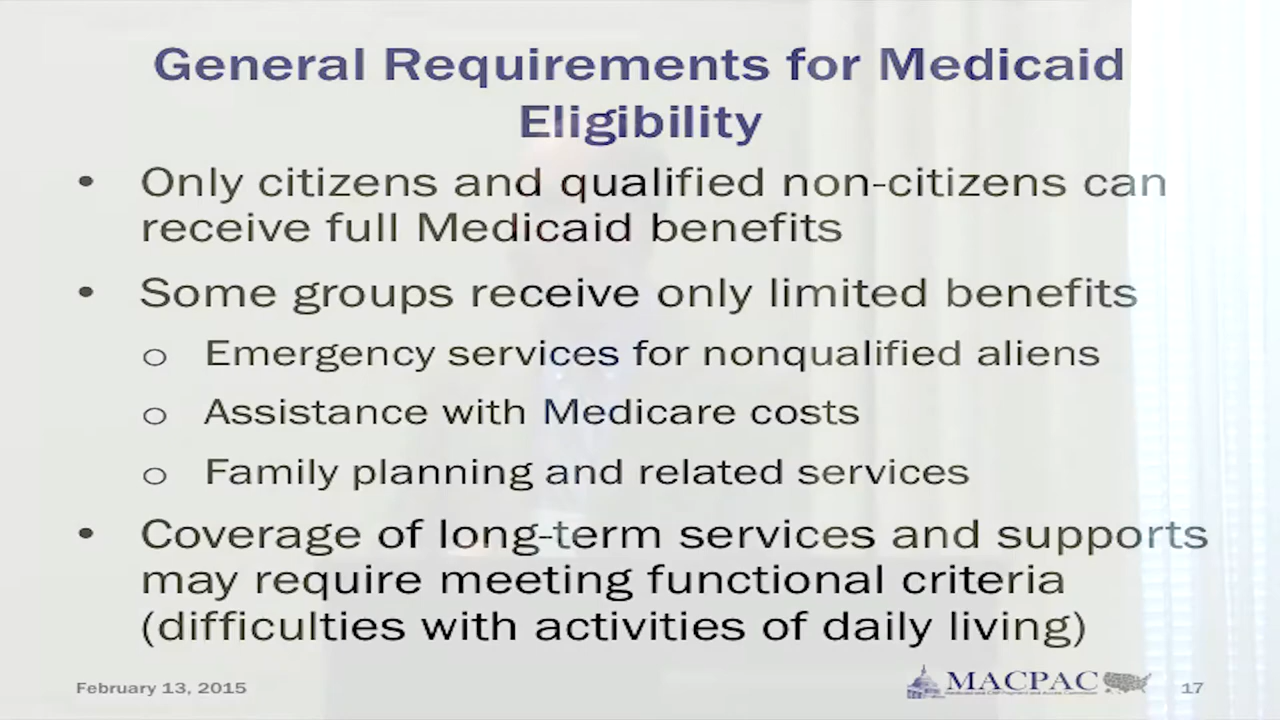 General Requirements for Medicaid
Eligibility
• Only citizens and qualified non-citizens can
receive full Medicaid benefits
• Some groups receive only limited benefits
o Emergency services for nonqualified aliens
o Assistance with Medicare costs
o Family planning and related services
• Coverage of long-term services and supports
may require meeting functional criteria
(difficulties with activities of daily living)
February 13, 2015
MACPAC
17